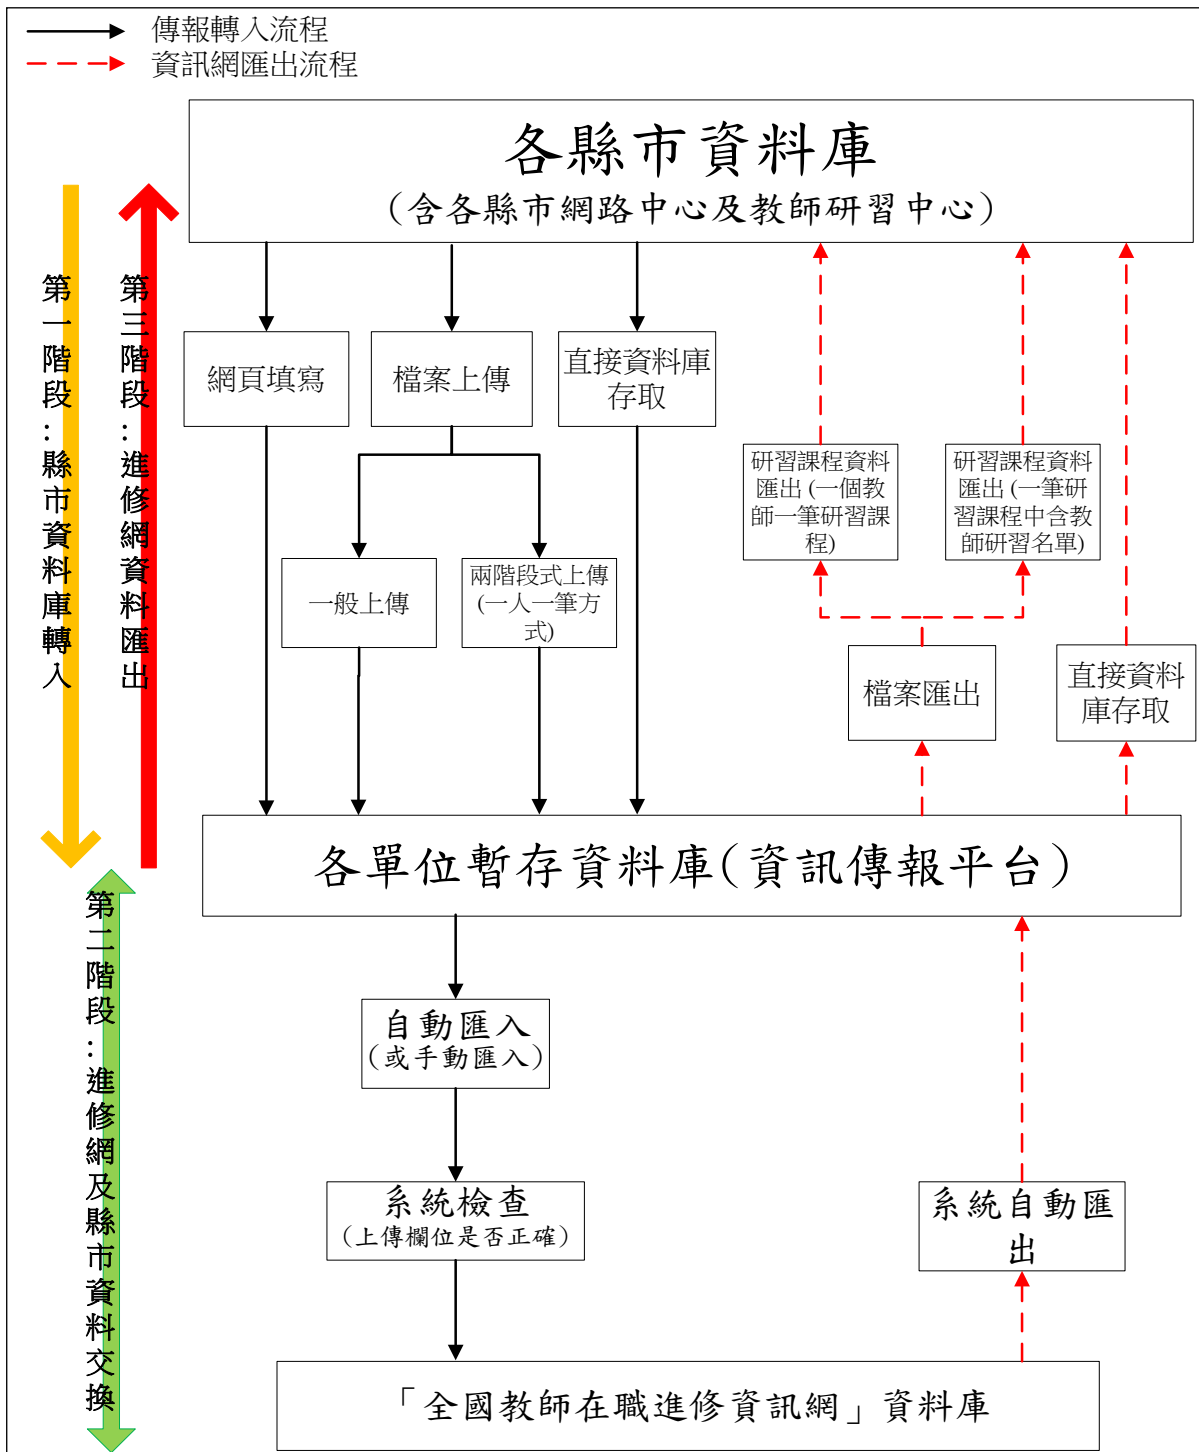 傳報轉入流程
資訊網匯出流程
各縣市資料庫
(含各縣市網路中心及教師研習中心)
第一階段：縣市資料庫轉入
第三階段：進修網資料匯出
網頁填寫
檔案上傳
直接資料庫
存取
研習課程資料
匯出(一個教
師一筆研習課
程)
研習課程資料
匯出(一筆研
習課程中含教
師研習名單)
一般上傳
兩階段式上傳
(一人一筆方
式)
檔案匯出
直接資料
庫存取
各單位暫存資料庫(資訊傳報平台)
第二階段：進修網及縣市資料交換
自動匯入
(或手動匯入)
系統檢查
(上傳欄位是否正確)
系統自動匯
出
「全國教師在職進修資訊網」資料庫